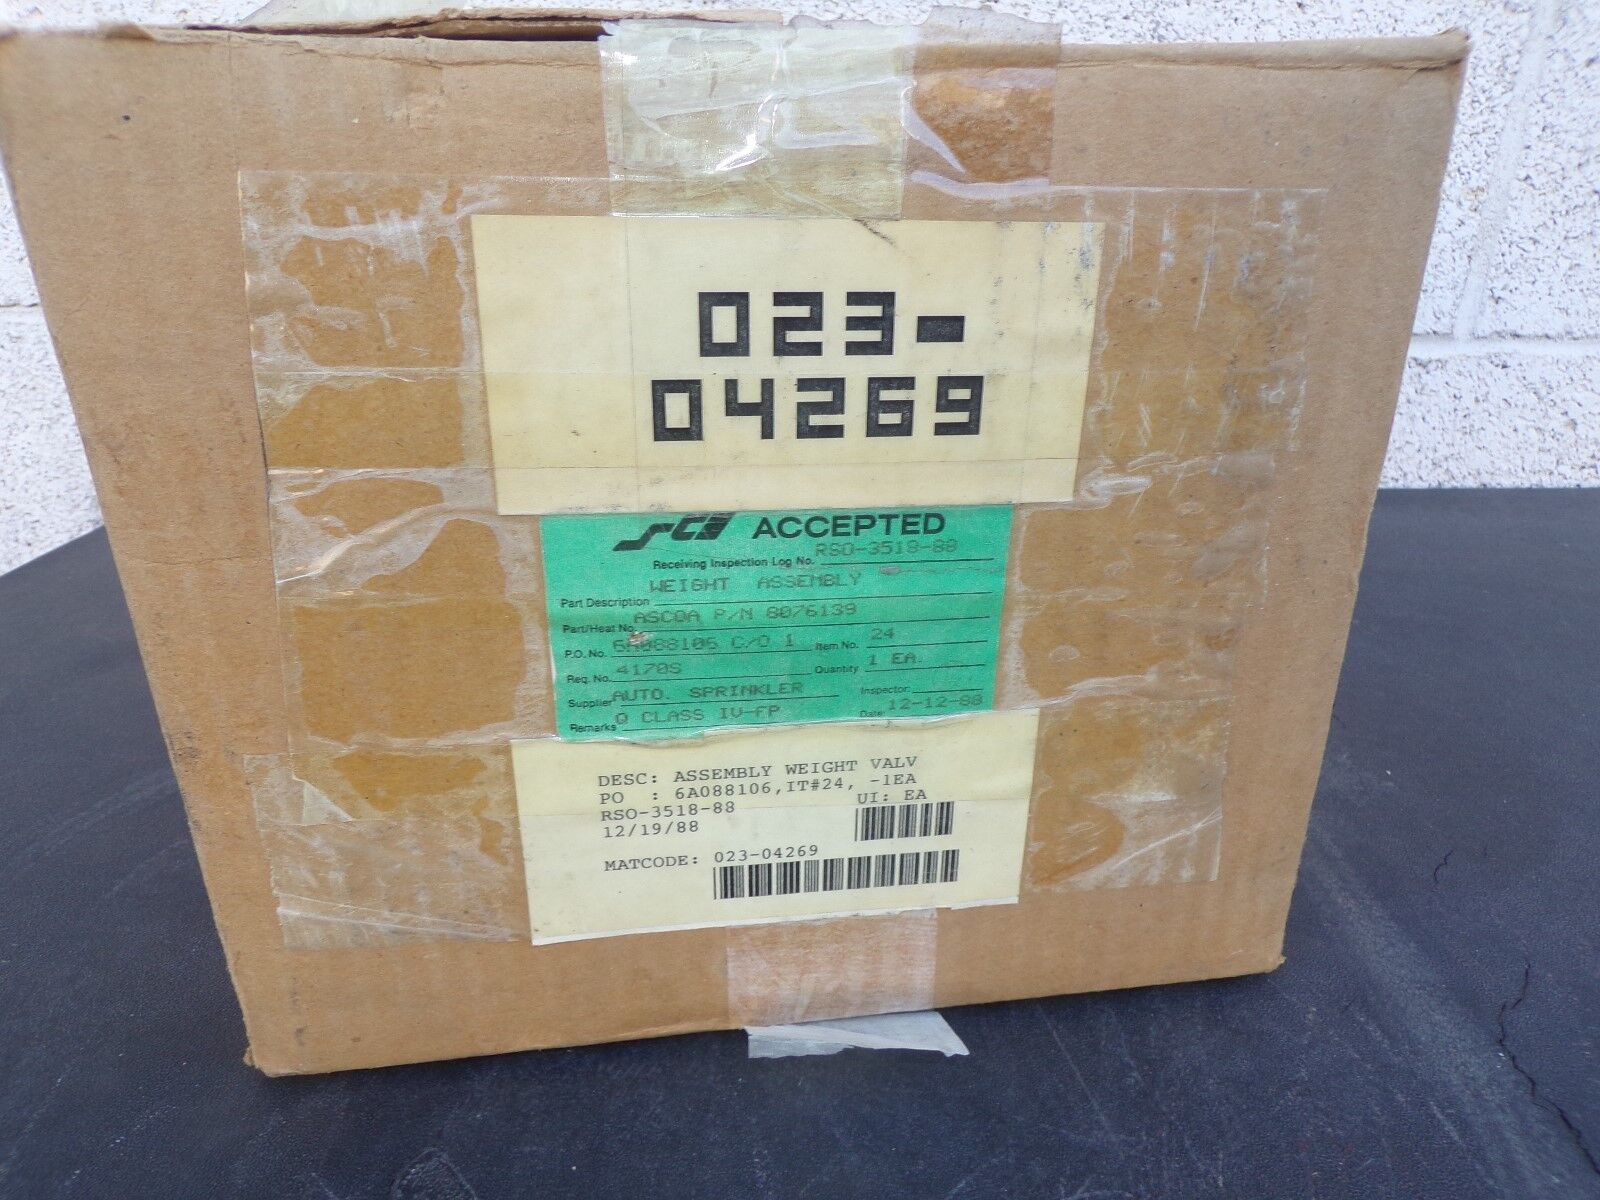 023-
04269
SCE ACCEPTED
Receiving Inspection Log No. RSO-3518-88
Part Description WEIGHT ASSEMBLY
Part/Heat No. ASCOA P/N 8076139
P.O. No. 6A088106 C/O 1 Item No. 24
Req. No. 4170S Quantity 1 EA.
Supplier AUTO. SPRINKLER Inspector:
Remarks Q CLASS IV-FP Date: 12-12-88
DESC: ASSEMBLY WEIGHT VALV
PO : 6A088106,IT#24, -1EA
RSO-3518-88 UI: EA
12/19/88
MATCODE: 023-04269